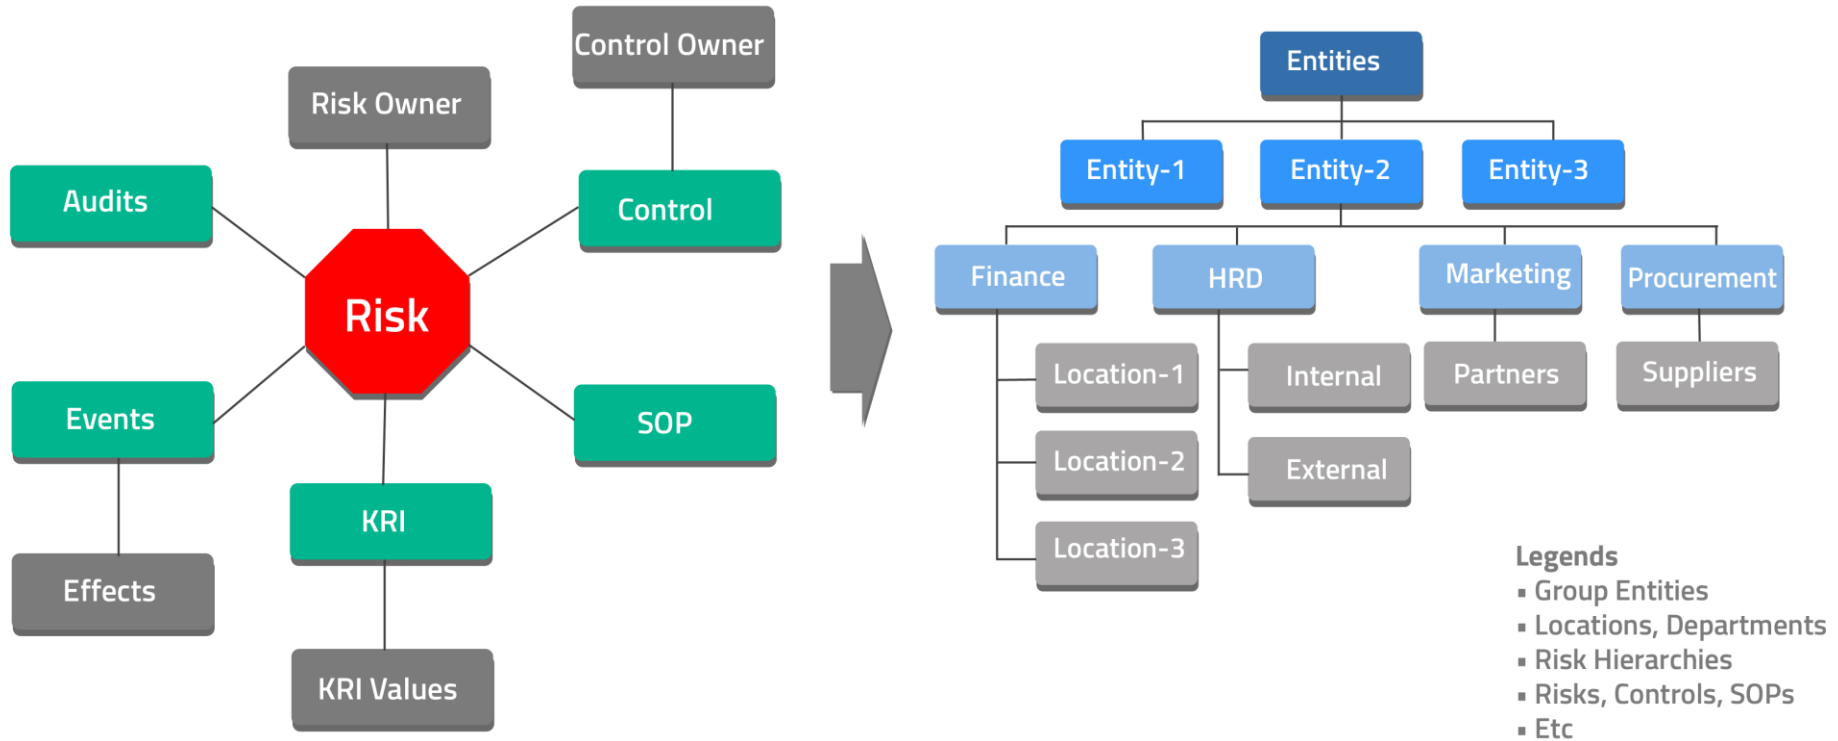 Control Owner
Risk Owner
Audits
Control
Risk
Events
SOP
KRI
Effects
KRI Values
Entities
Entity-1
Entity-2
Entity-3
Finance
HRD
Marketing
Procurement
Location-1
Internal
Partners
Suppliers
Location-2
External
Location-3
Legends
▪ Group Entities
▪ Locations, Departments
▪ Risk Hierarchies
▪ Risks, Controls, SOPs
▪ Etc